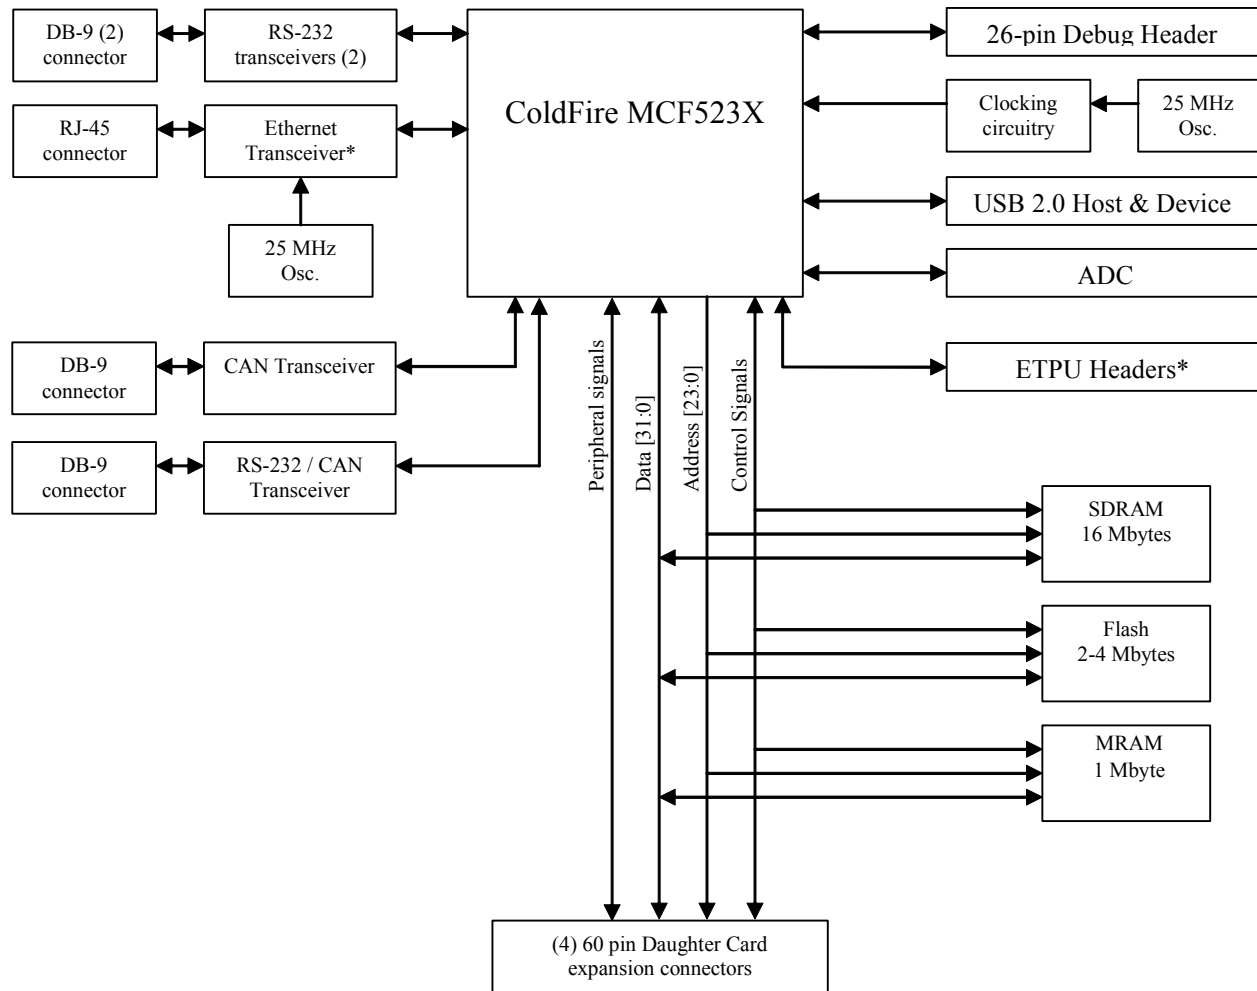 DB-9 (2)
connector
RS-232
transceivers (2)
ColdFire MCF523X
26-pin Debug Header
RJ-45
connector
Ethernet
Transceiver*
Clocking
circuitry
25 MHz
Osc.
25 MHz
Osc.
USB 2.0 Host & Device
ADC
DB-9
connector
CAN Transceiver
ETPU Headers*
DB-9
connector
RS-232 / CAN
Transceiver
Peripheral signals
Data [31:0]
Address [23:0]
Control Signals
SDRAM
16 Mbytes
Flash
2-4 Mbytes
MRAM
1 Mbyte
(4) 60 pin Daughter Card
expansion connectors